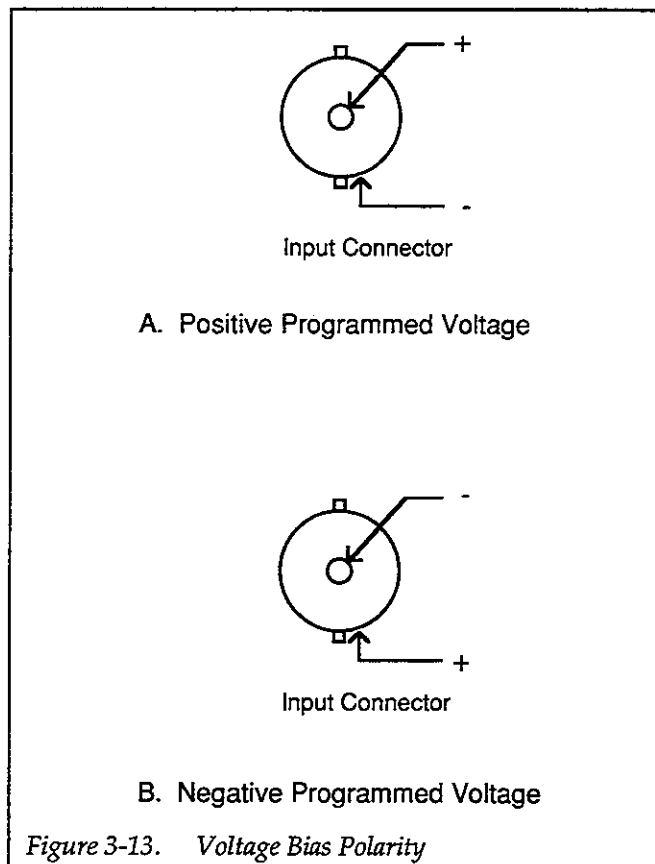 +
-
Input Connector
A. Positive Programmed Voltage
-
+
Input Connector
B. Negative Programmed Voltage
Figure 3-13. Voltage Bias Polarity